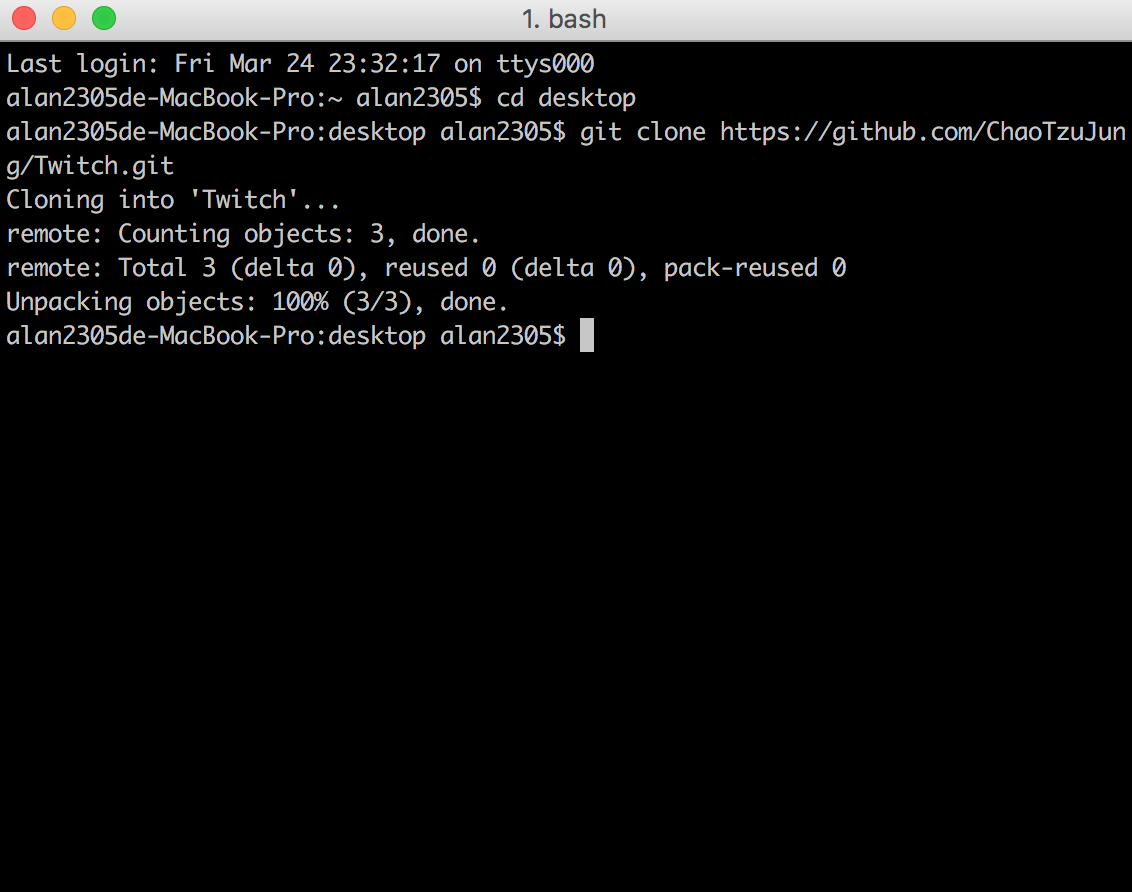 1. bash
Last login: Fri Mar 24 23:32:17 on ttys000
alan2305de-MacBook-Pro:~ alan2305$ cd desktop
alan2305de-MacBook-Pro:desktop alan2305$ git clone https://github.com/ChaoTzuJun
g/Twitch.git
Cloning into 'Twitch'...
remote: Counting objects: 3, done.
remote: Total 3 (delta 0), reused 0 (delta 0), pack-reused 0
Unpacking objects: 100% (3/3), done.
alan2305de-MacBook-Pro:desktop alan2305$